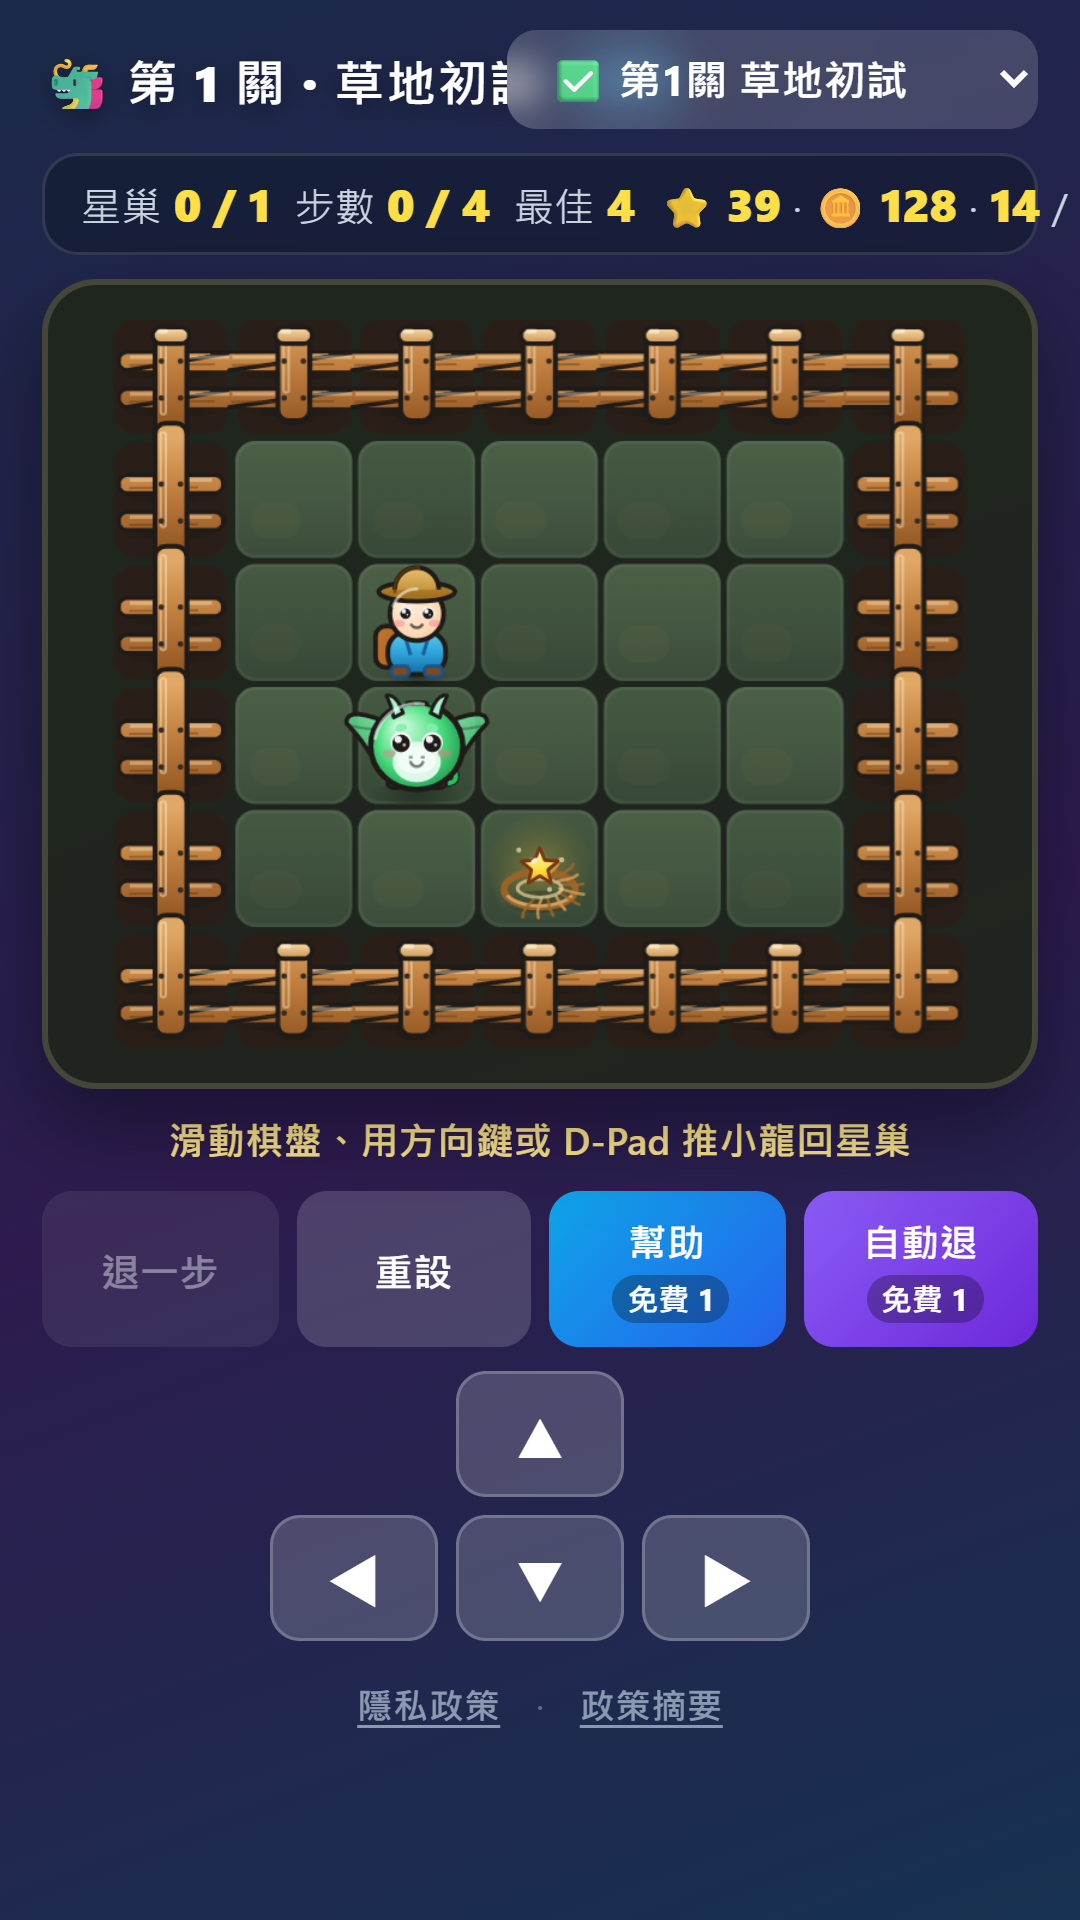 第 1 關・草地初
✅ 第1關 草地初試
星巢 0 / 1 步數 0 / 4 最佳 4 ⭐ 39 · 128 · 14 /
滑動棋盤、用方向鍵或 D-Pad 推小龍回星巢
退一步
重設
幫助
免費 1
自動退
免費 1
▲
◀ ▼ ▶
隱私政策 · 政策摘要